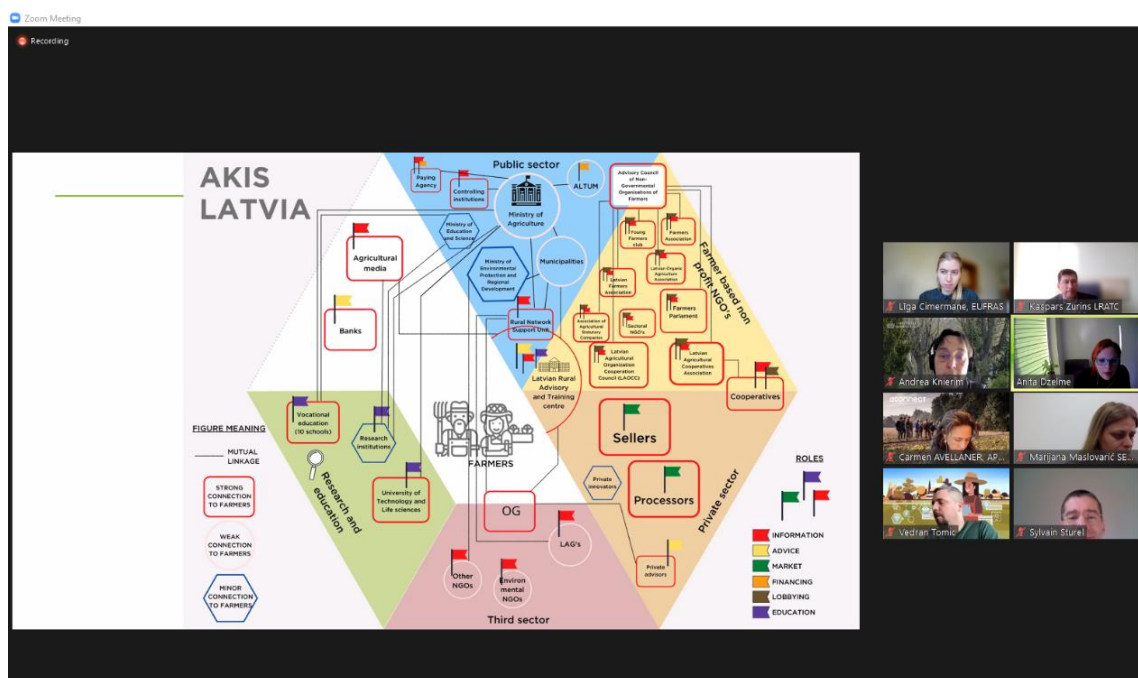 Zoom Meeting
Recording
AKIS
LATVIA
Public sector
Paying
Agency
Controlling
institutions
Ministry of
Agriculture
ALTUM
Ministry of
Education
and Science
Municipalities
Ministry of
Environmental
Protection and
Regional
Development
Rural Network
Support Unit
Latvian Rural
Advisory
and Training
centre
Advisory Council
of Non-
Governmental
Organisations of
Farmers
Young
Farmers
club
Farmers
Association
Latvian
Farmers
Association
Latvian Organic
Agriculture
Association
Association of
Agricultural
Statutory
Companies
Sectoral
NGO's
Farmers
Parliament
Latvian
Agricultural
Organization
Cooperation
Council (LAOCC)
Latvian
Agricultural
Cooperatives
Association
Farmer based non
profit NGO's
Cooperatives
Agricultural
media
Banks
Vocational
education
(10 schools)
Research
institutions
University of
Technology and
Life sciences
Research and
education
FARMERS
Sellers
Private
innovators
Processors
Private
advisors
Private sector
OG
LAG's
Other
NGOs
Environ
mental
NGOs
Third sector
FIGURE MEANING
MUTUAL
LINKAGE
STRONG
CONNECTION
TO FARMERS
WEAK
CONNECTION
TO FARMERS
MINOR
CONNECTION
TO FARMERS
ROLES
INFORMATION
ADVICE
MARKET
FINANCING
LOBBYING
EDUCATION
Līga Cimermane, EUFRAS
Kaspars Zurins LRATC
Andrea Knierim
Anita Dzelme
Carmen AVELLANER, AP...
Marijana Maslovarić SE...
Vedran Tomic
Sylvain Sturel